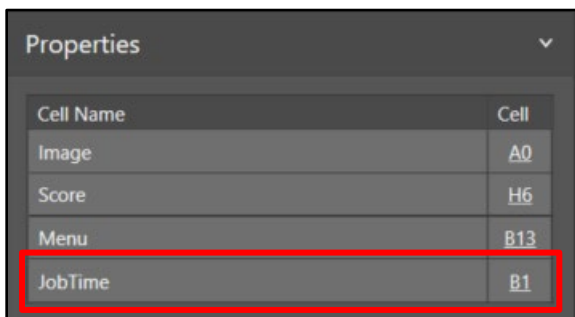 Properties
Cell Name Cell
Image A0
Score H6
Menu B13
JobTime B1